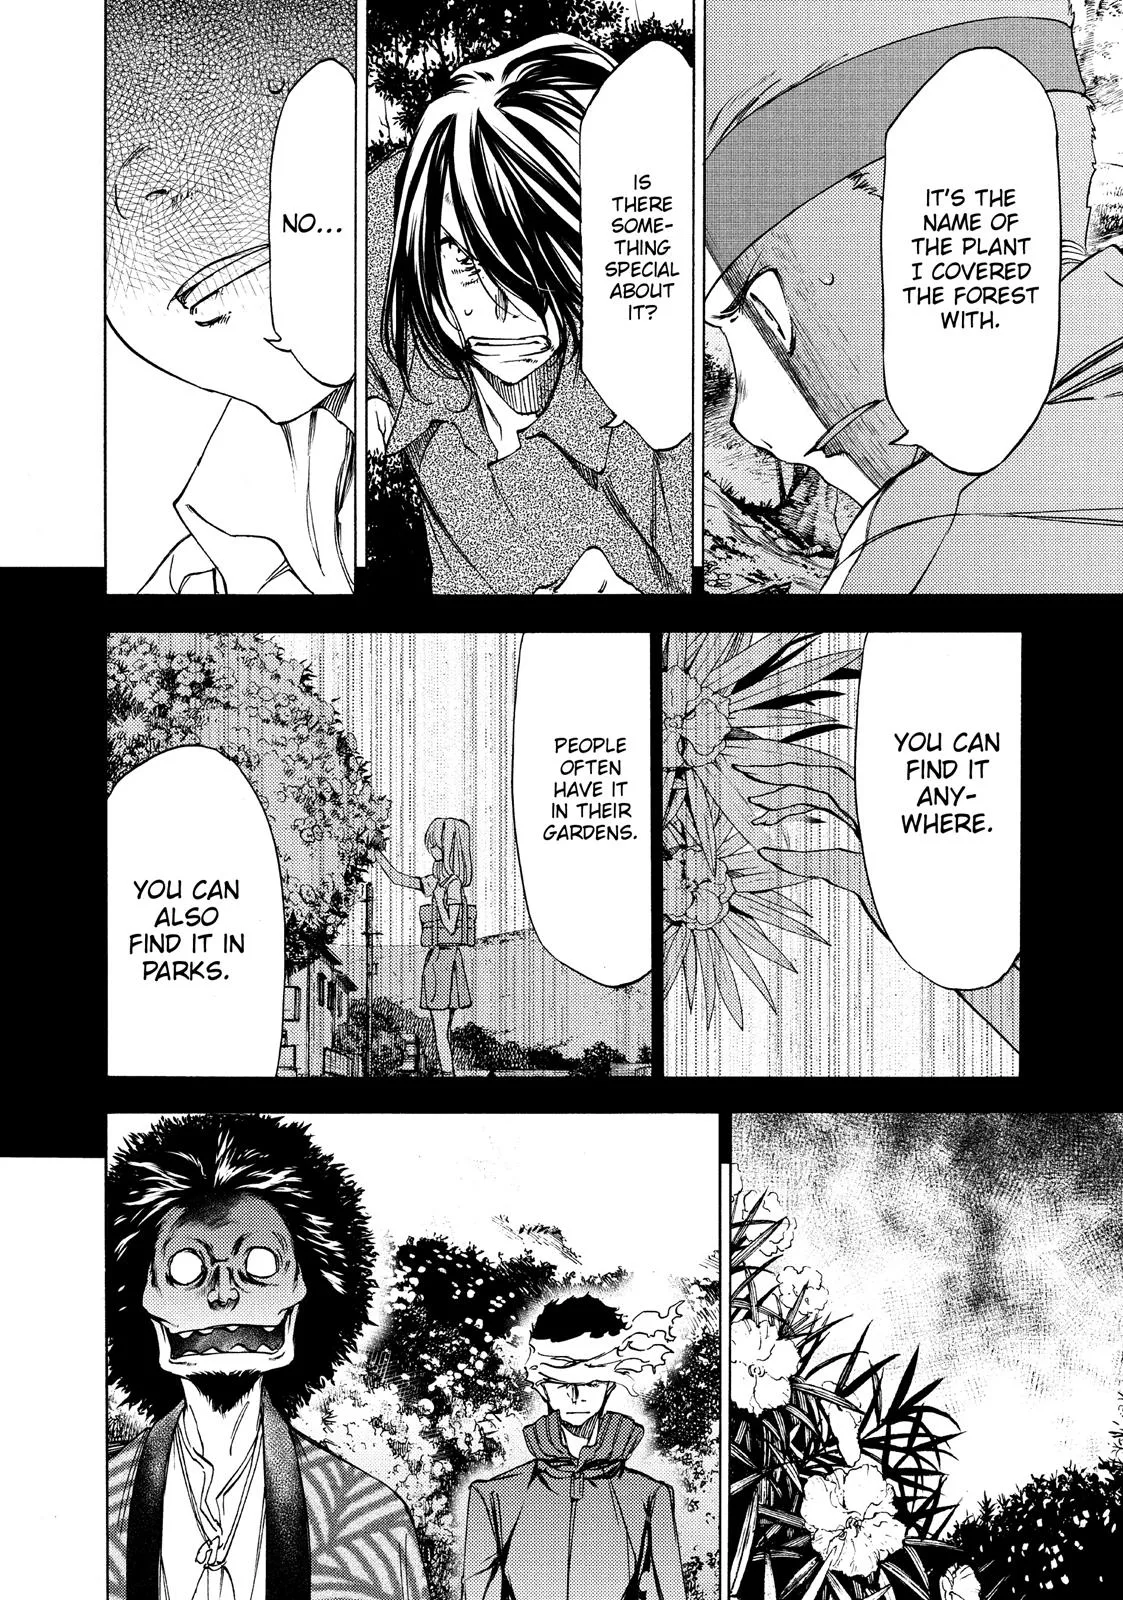 IT'S THE
NAME OF
THE PLANT
I COVERED
THE FOREST
WITH.
IS
THERE
SOME-
THING
SPECIAL
ABOUT
IT?
NO...
YOU CAN
FIND IT
ANY-
WHERE.
PEOPLE
OFTEN
HAVE IT
IN THEIR
GARDENS.
YOU CAN
ALSO
FIND IT IN
PARKS.